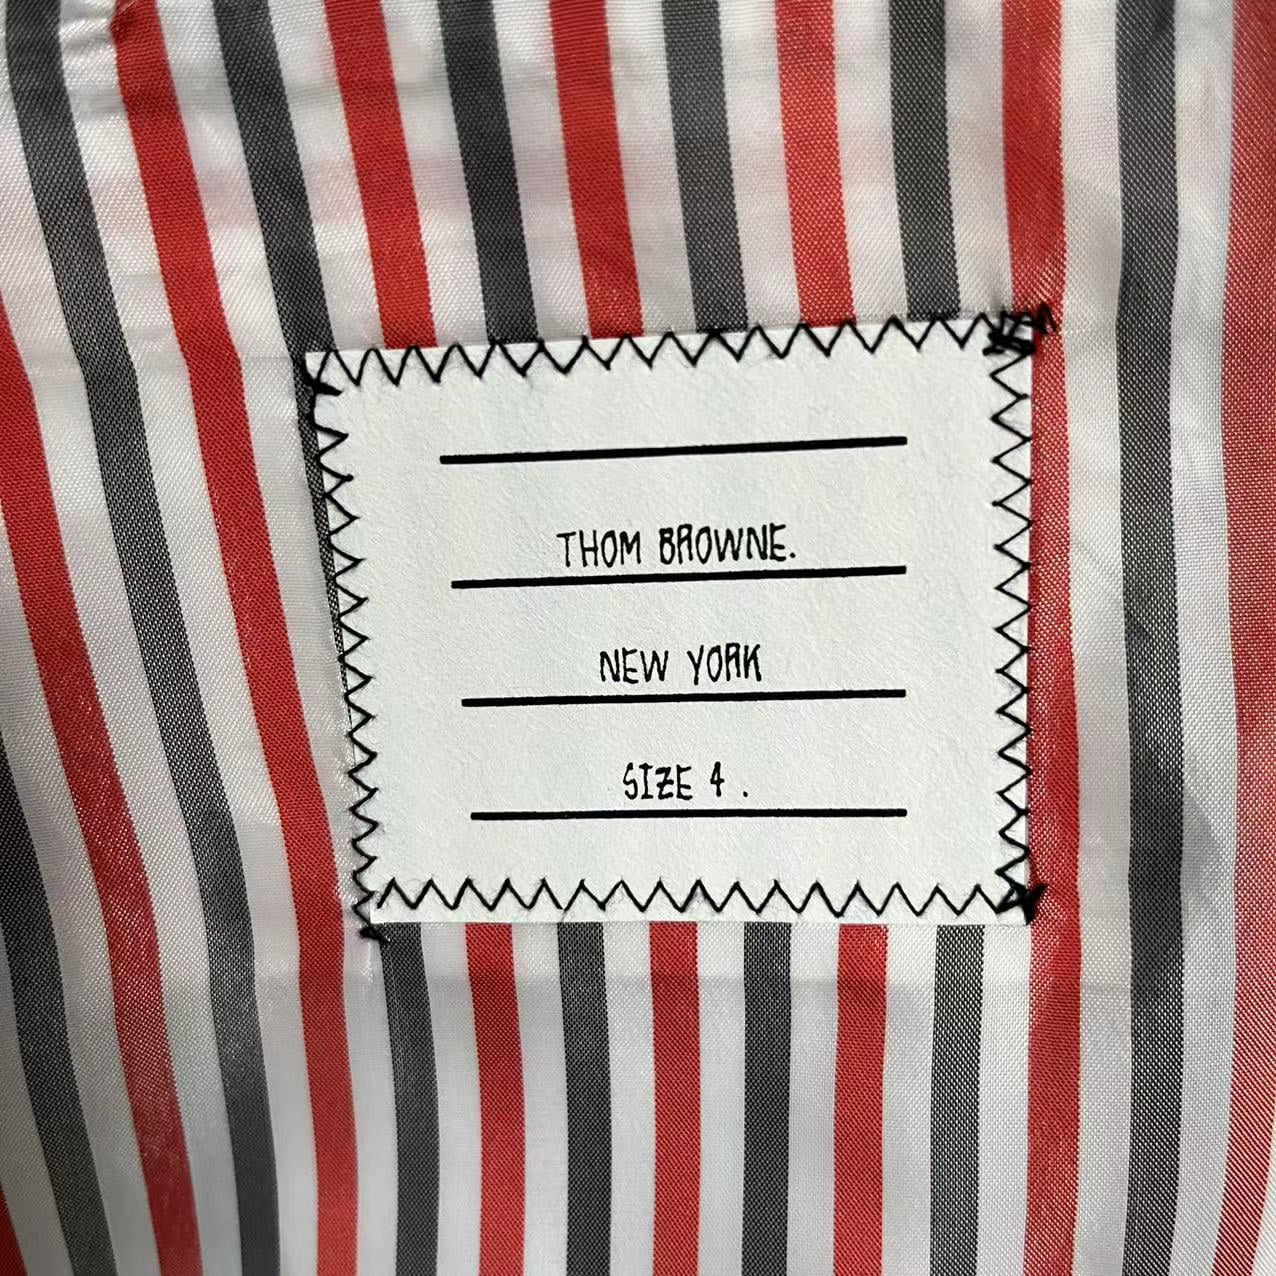 THOM BROWNE.
NEW YORK
SIZE 4 .